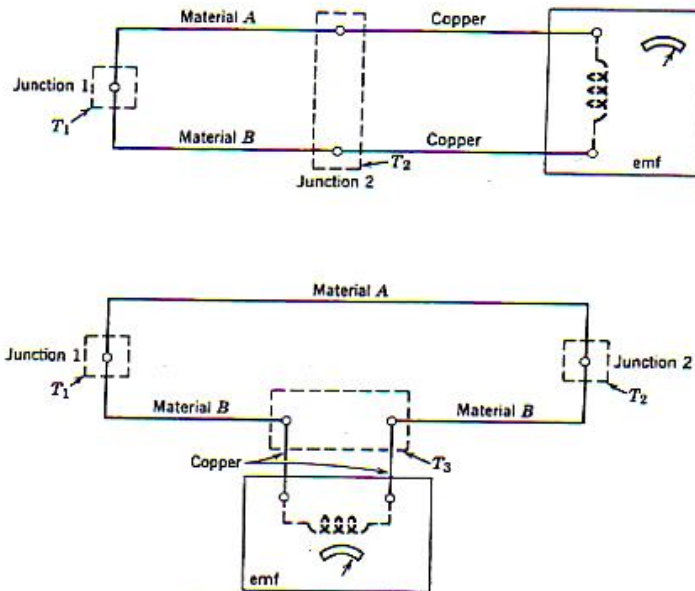 Material A
Copper
Junction 1
T1
Material B
Copper
T2
Junction 2
emf
Material A
Junction 1
T1
Junction 2
T2
Material B
Material B
Copper
T3
emf